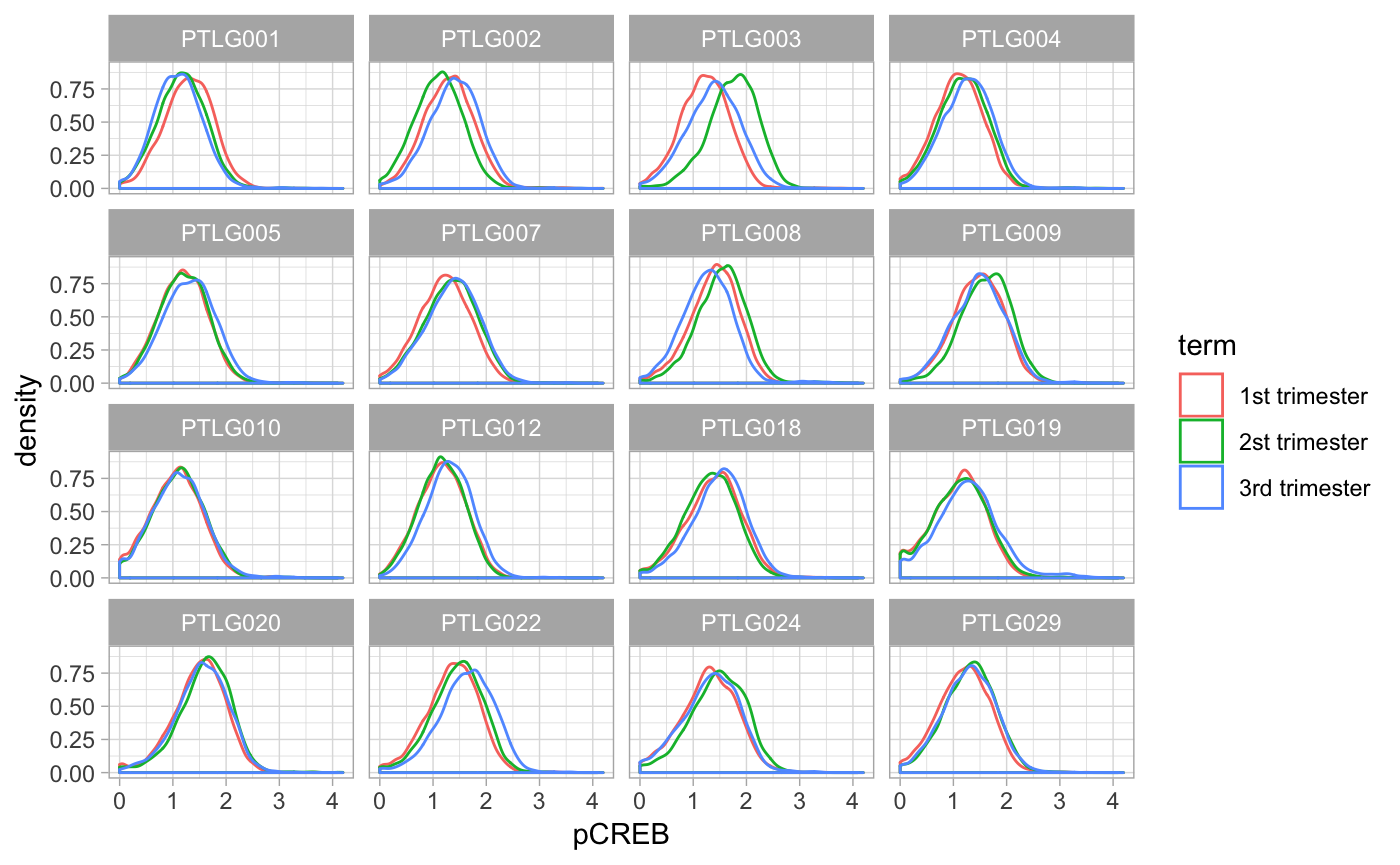 PTLG001 PTLG002 PTLG003 PTLG004
0.75
0.50
0.25
0.00
PTLG005 PTLG007 PTLG008 PTLG009
0.75
0.50
0.25
0.00
density
PTLG010 PTLG012 PTLG018 PTLG019
0.75
0.50
0.25
0.00
PTLG020 PTLG022 PTLG024 PTLG029
0.75
0.50
0.25
0.00
0 1 2 3 4 0 1 2 3 4 0 1 2 3 4 0 1 2 3 4
pCREB
term
1st trimester
2st trimester
3rd trimester